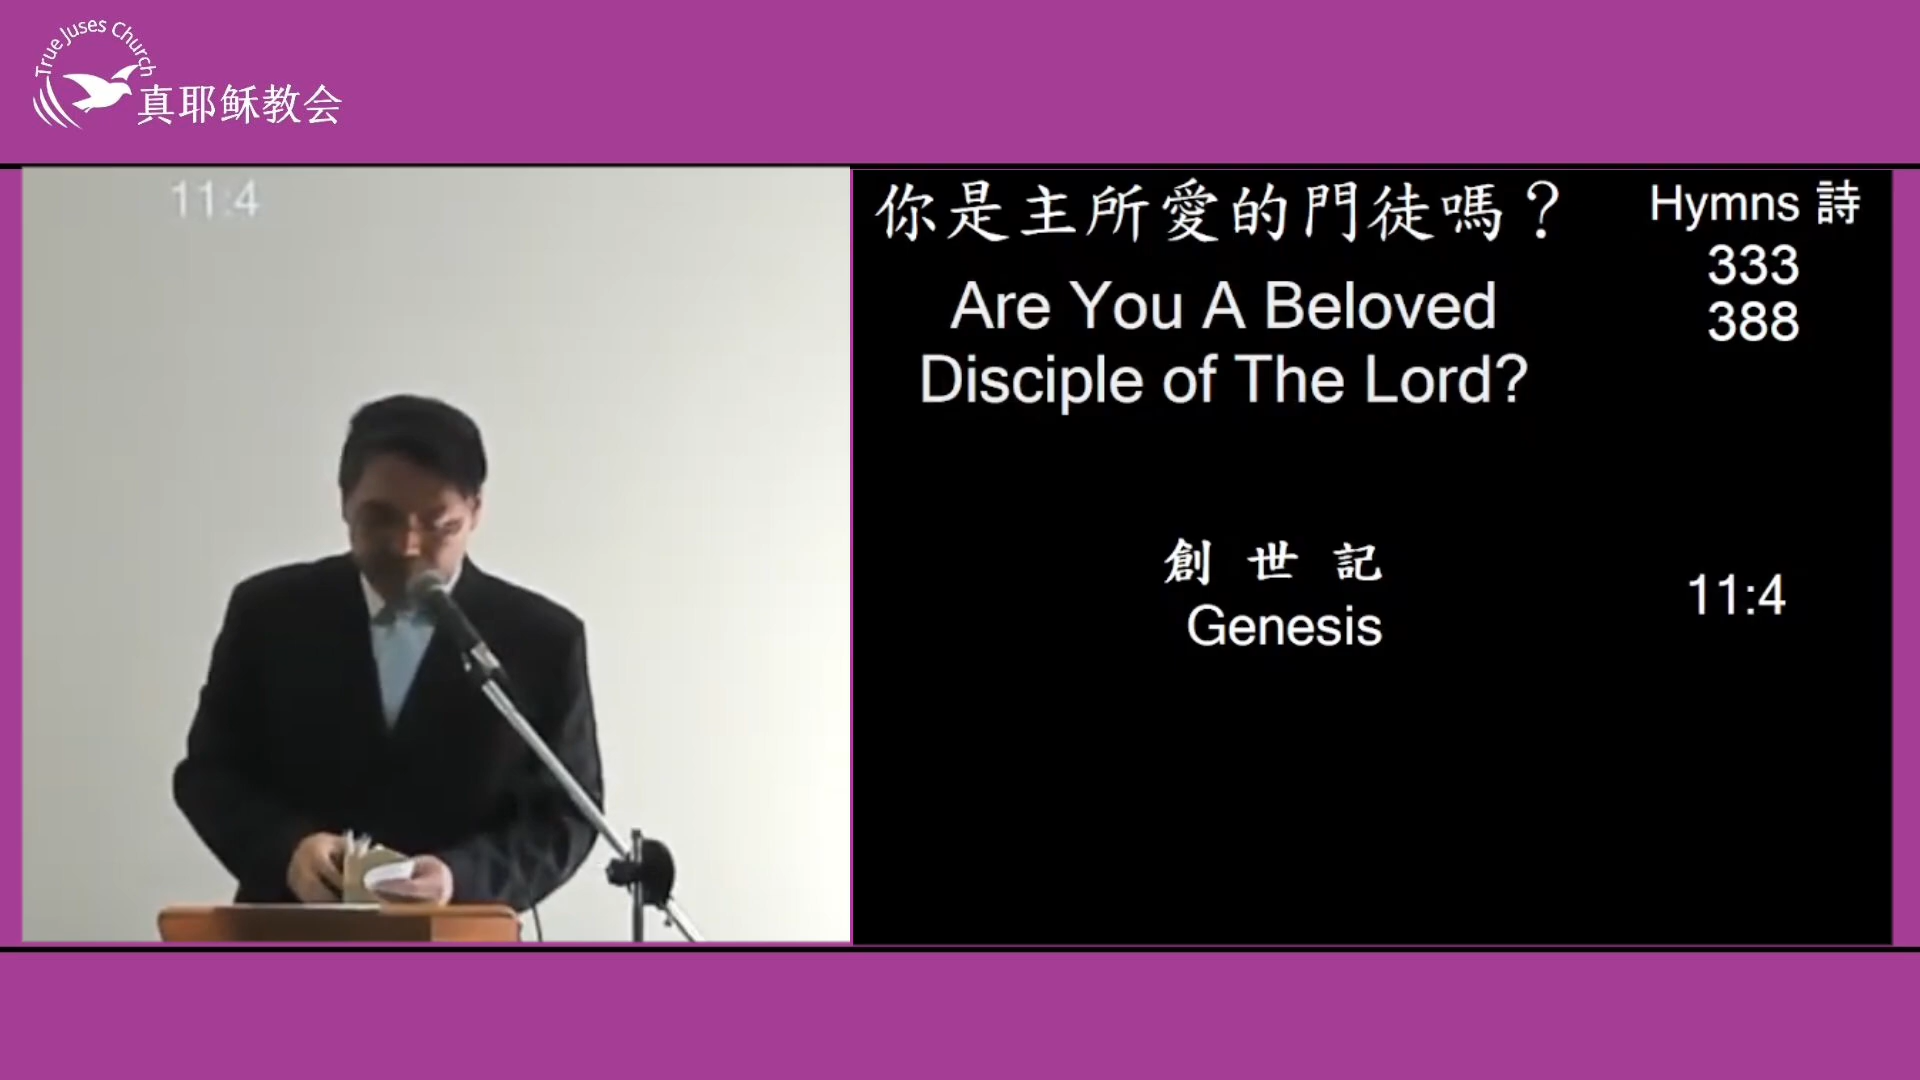 True Juses Church
真耶稣教会
11:4
你是主所愛的門徒嗎？
Are You A Beloved
Disciple of The Lord?
Hymns 詩
333
388
創世記
Genesis
11:4